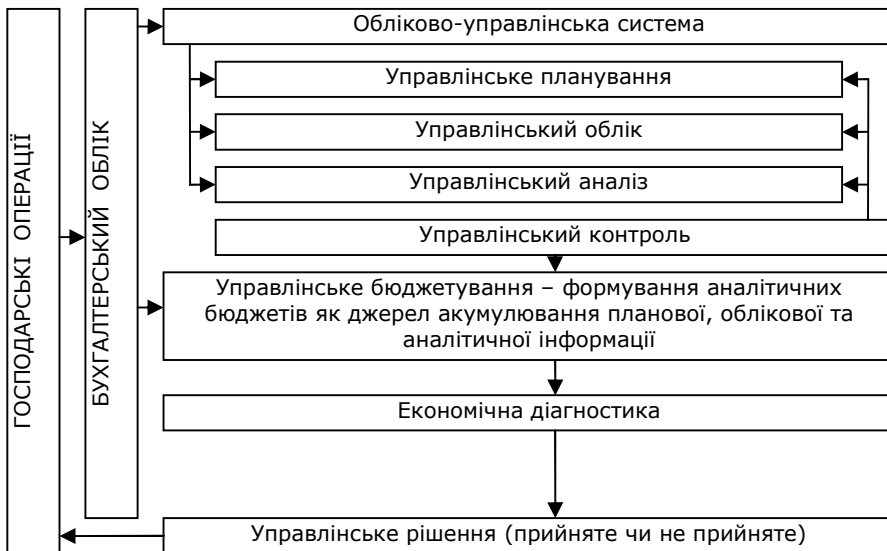 ГОСПОДАРСЬКІ ОПЕРАЦІЇ
БУХГАЛТЕРСЬКИЙ ОБЛІК
Обліково-управлінська система
Управлінське планування
Управлінський облік
Управлінський аналіз
Управлінський контроль
Управлінське бюджетування – формування аналітичних
бюджетів як джерел акумулювання планової, облікової та
аналітичної інформації
Економічна діагностика
Управлінське рішення (прийняте чи не прийняте)